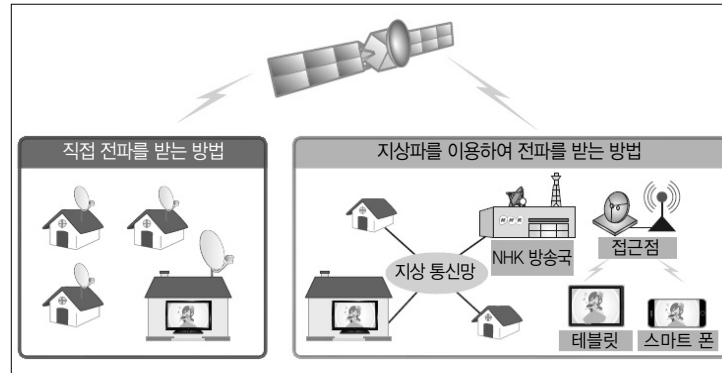 직접 전파를 받는 방법
지상파를 이용하여 전파를 받는 방법
NHK
NHK 방송국
접근점
지상 통신망
테블릿
스마트 폰